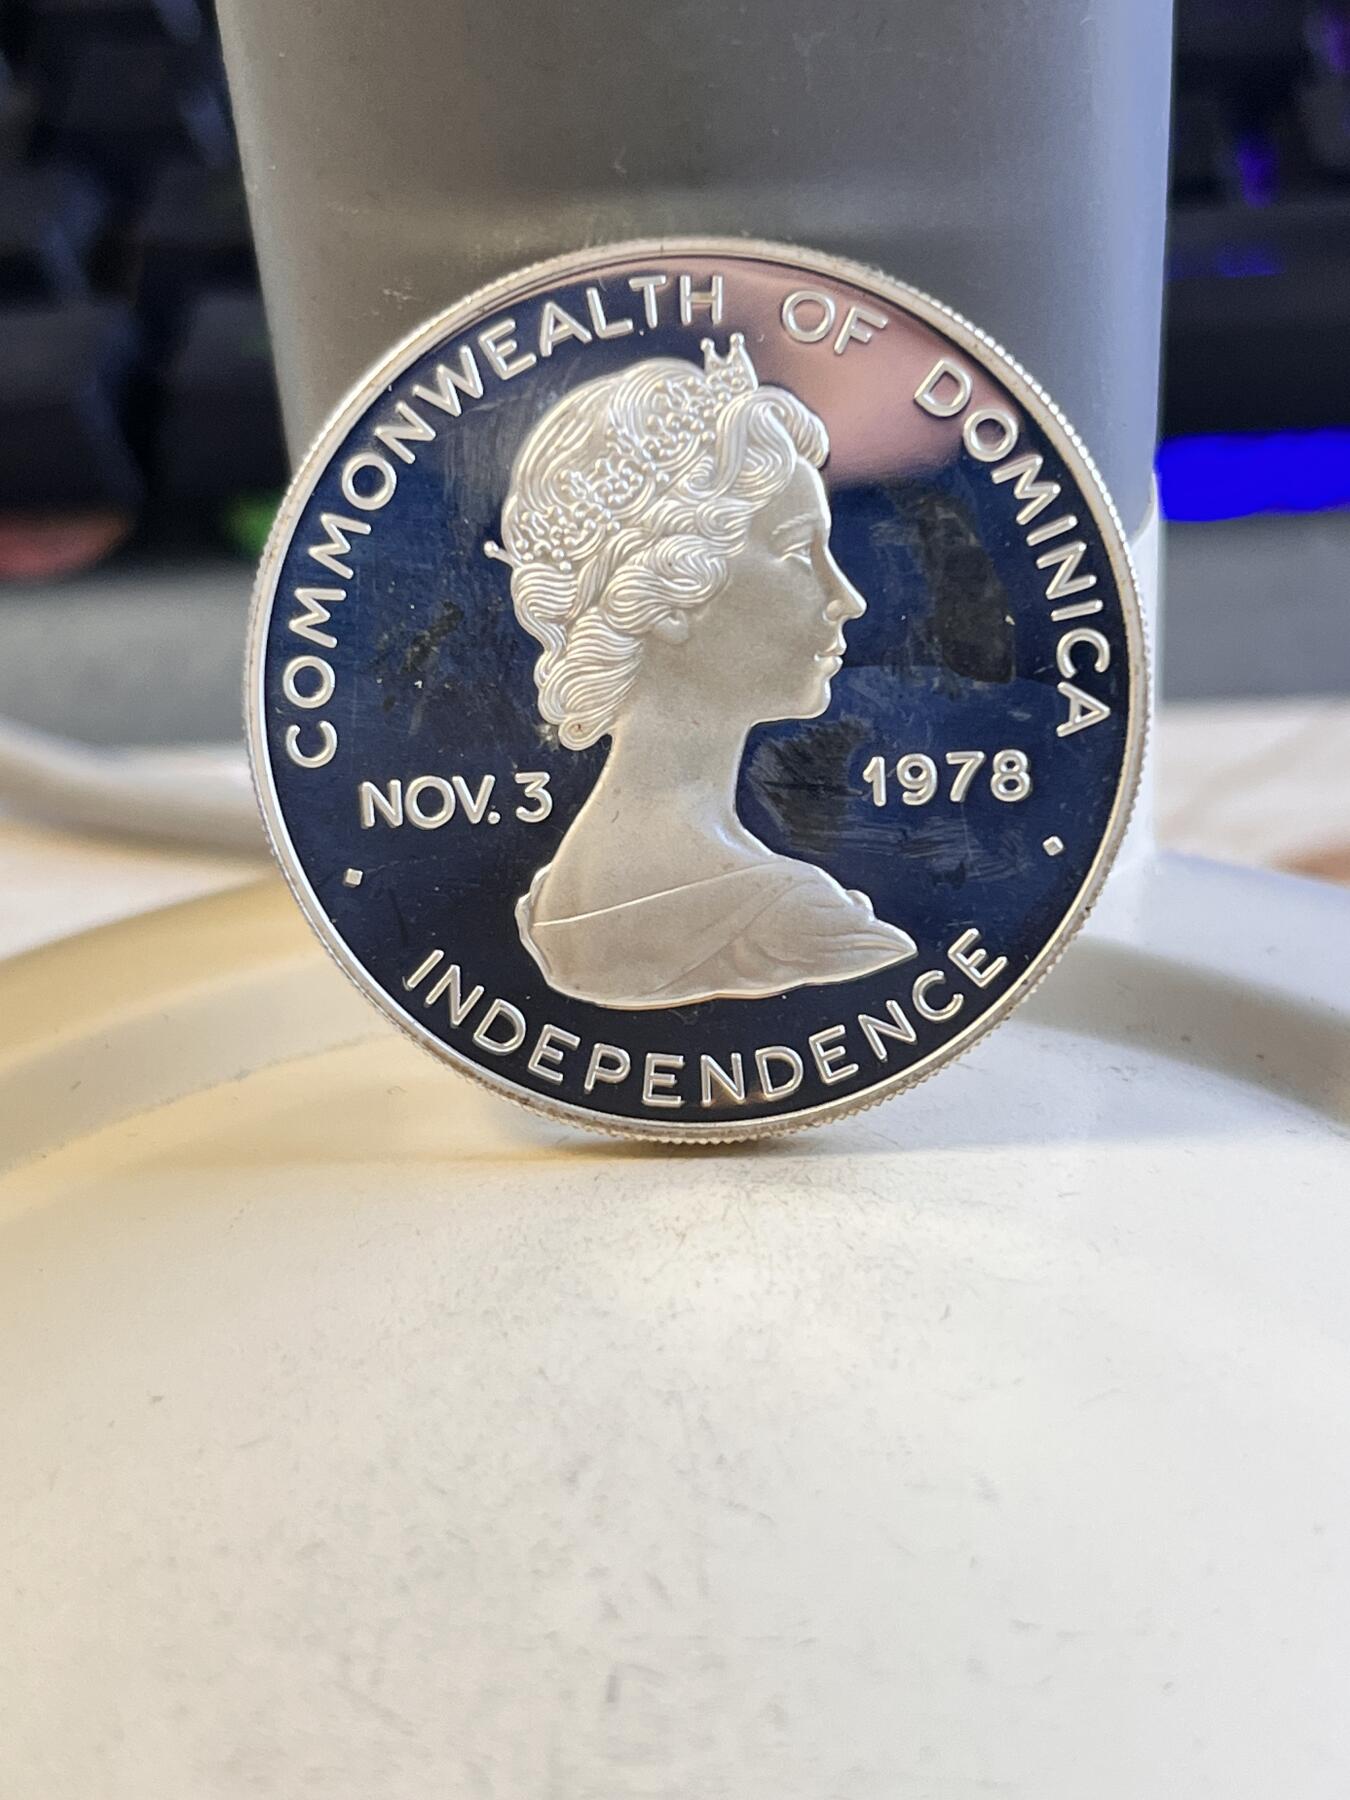 COMMONWEALTH OF DOMINICA
NOV. 3 1978
INDEPENDENCE